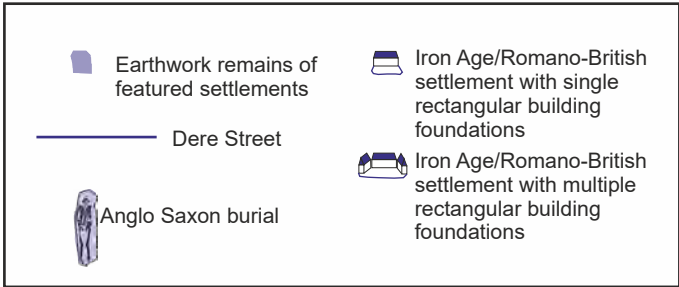 Earthwork remains of
featured settlements
Dere Street
Anglo Saxon burial
Iron Age/Romano-British
settlement with single
rectangular building
foundations
Iron Age/Romano-British
settlement with multiple
rectangular building
foundations